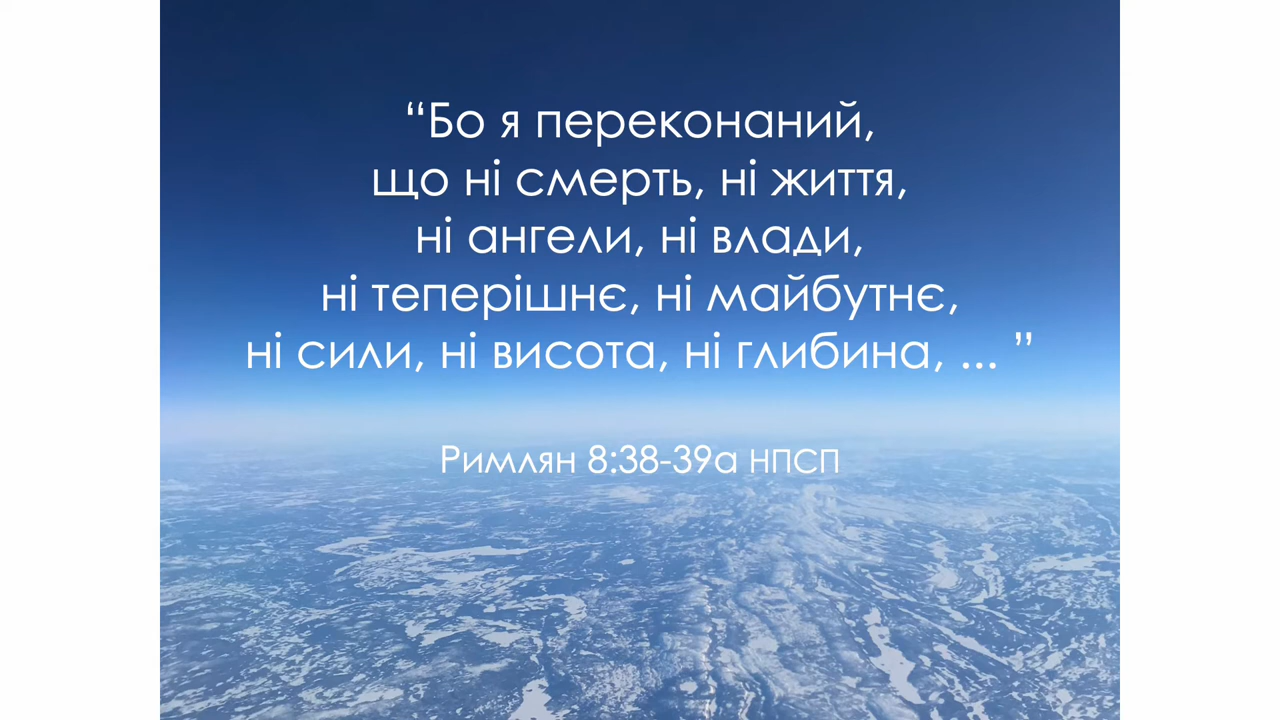 “Бо я переконаний,
що ні смерть, ні життя,
ні ангели, ні влади,
ні теперішнє, ні майбутнє,
ні сили, ні висота, ні глибина, ... ”
Римлян 8:38-39а НПСП